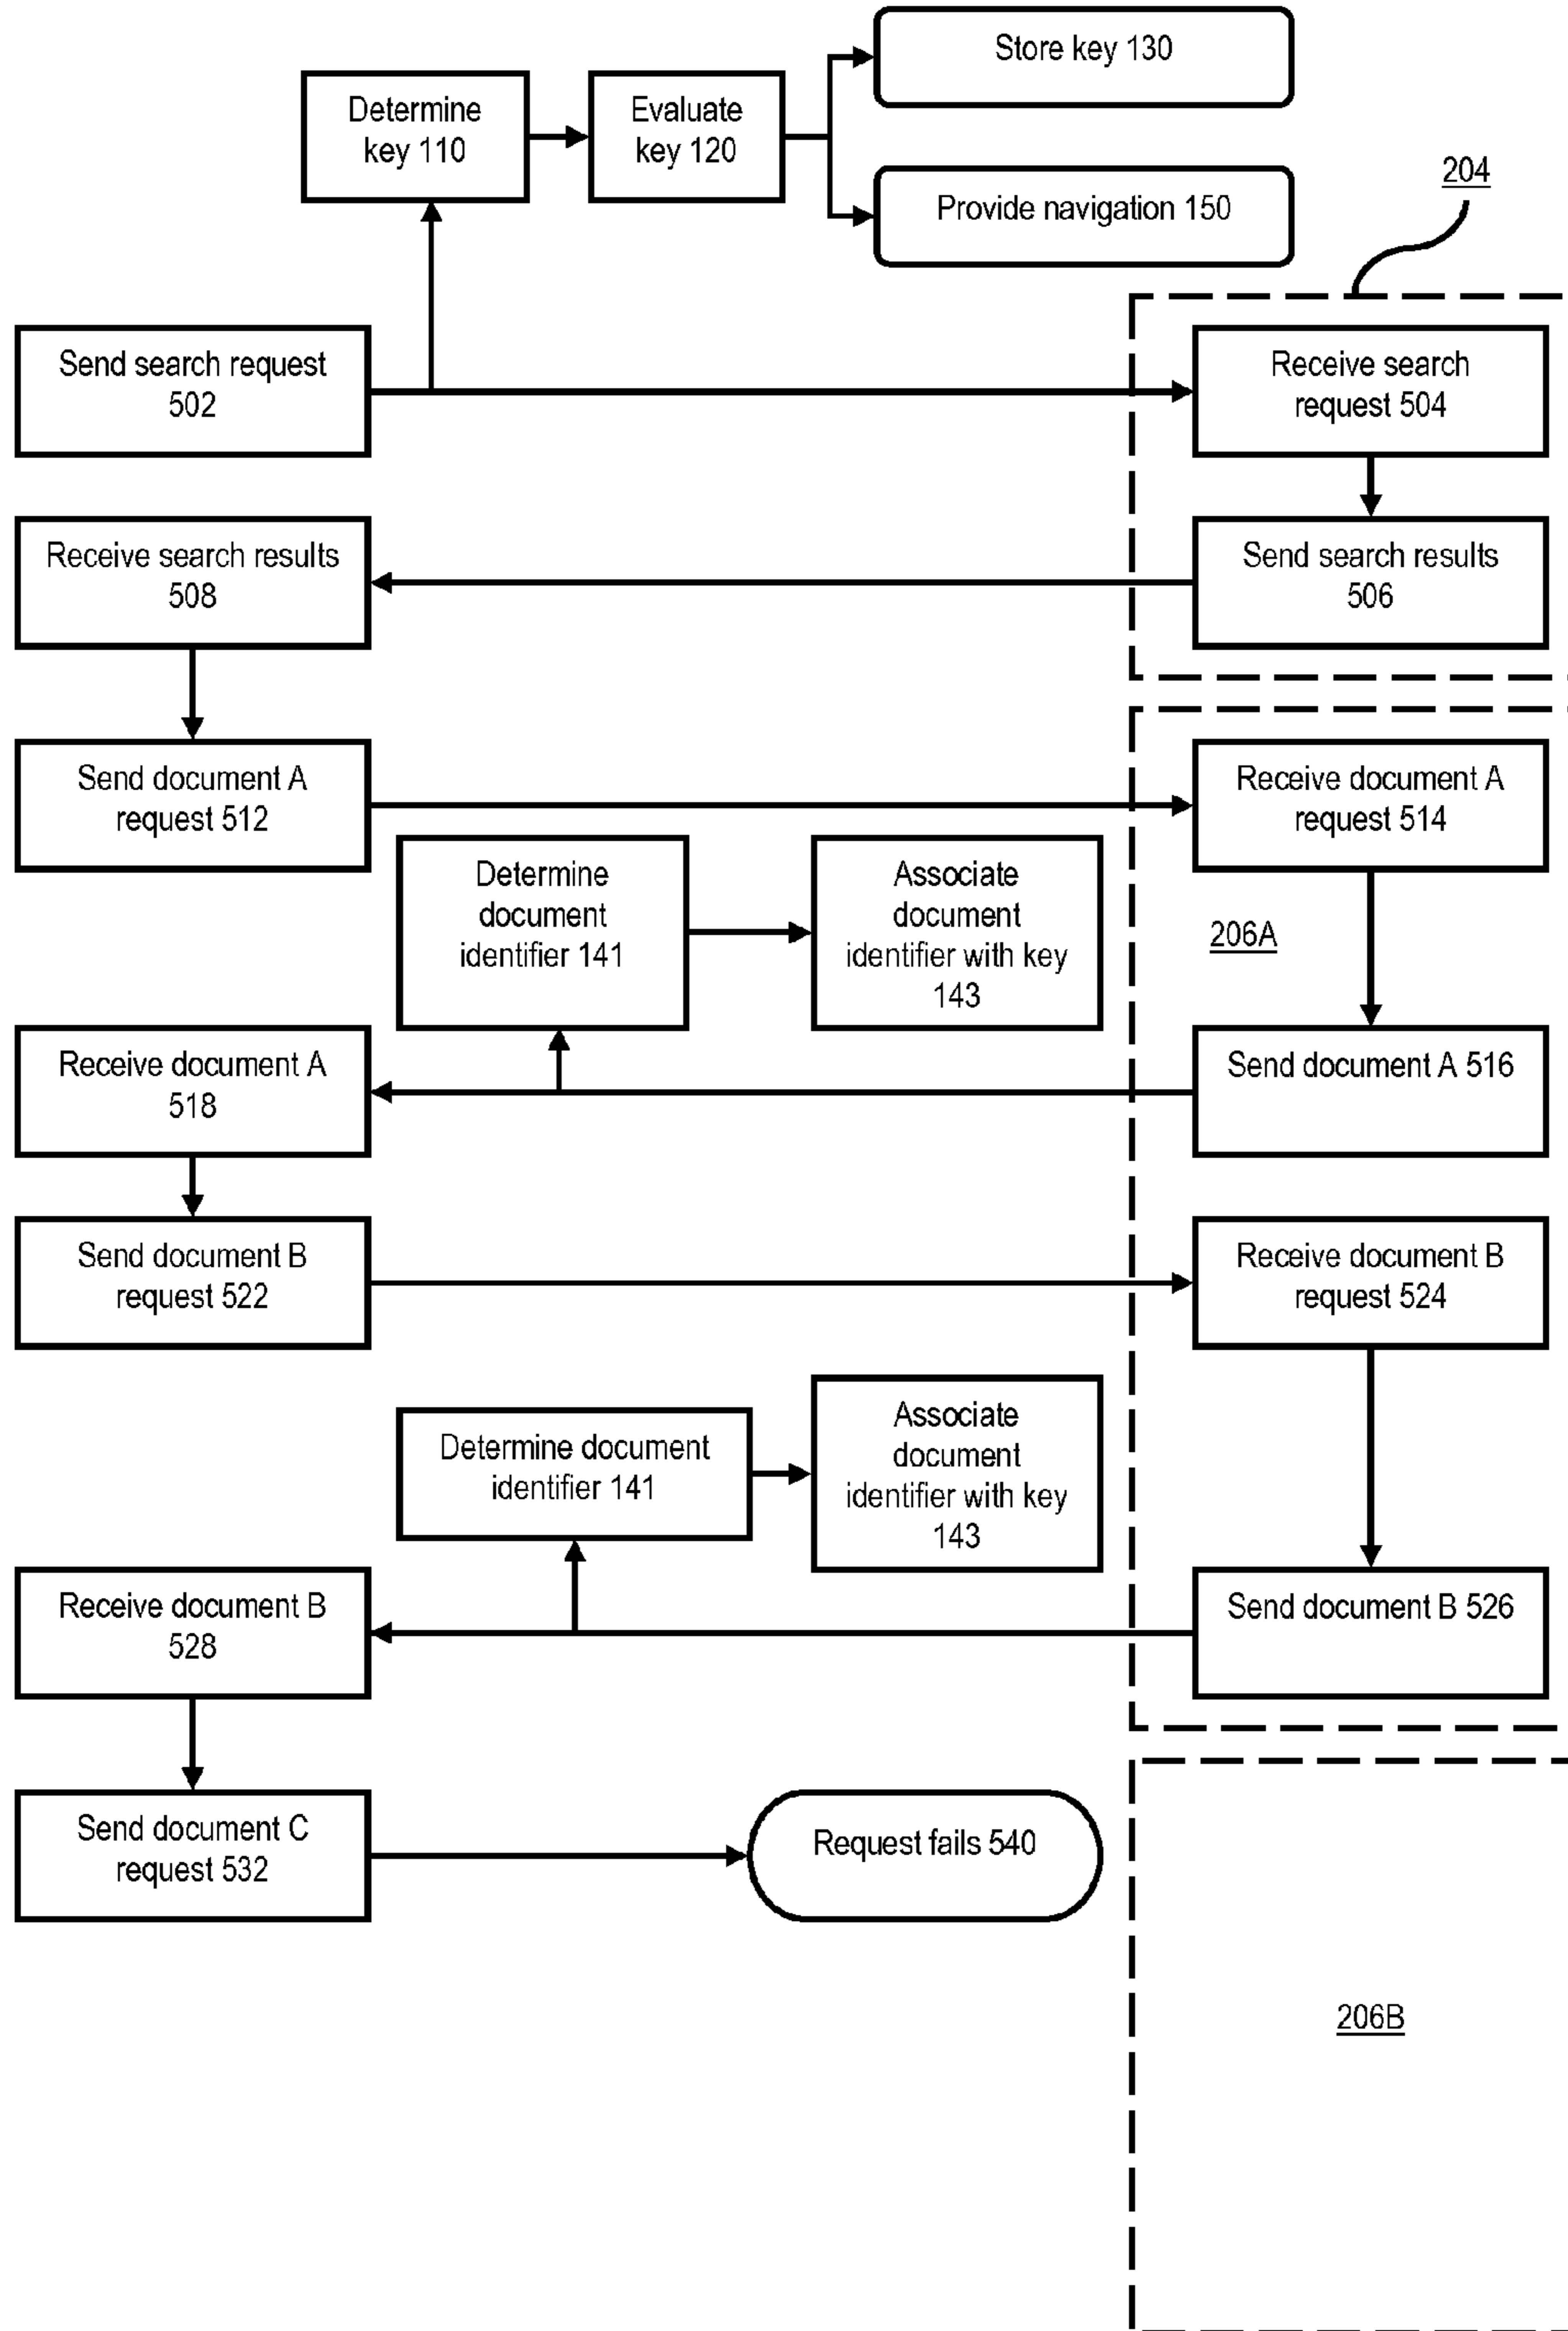 Store key 130
Determine
key 110
Evaluate
key 120
Provide navigation 150
204
Send search request
502
Receive search
request 504
Receive search results
508
Send search results
506
Send document A
request 512
Receive document A
request 514
Determine
document
identifier 141
Associate
document
identifier with key
143
206A
Receive document A
518
Send document A 516
Send document B
request 522
Receive document B
request 524
Determine document
identifier 141
Associate
document
identifier with key
143
Receive document B
528
Send document B 526
Send document C
request 532
Request fails 540
206B